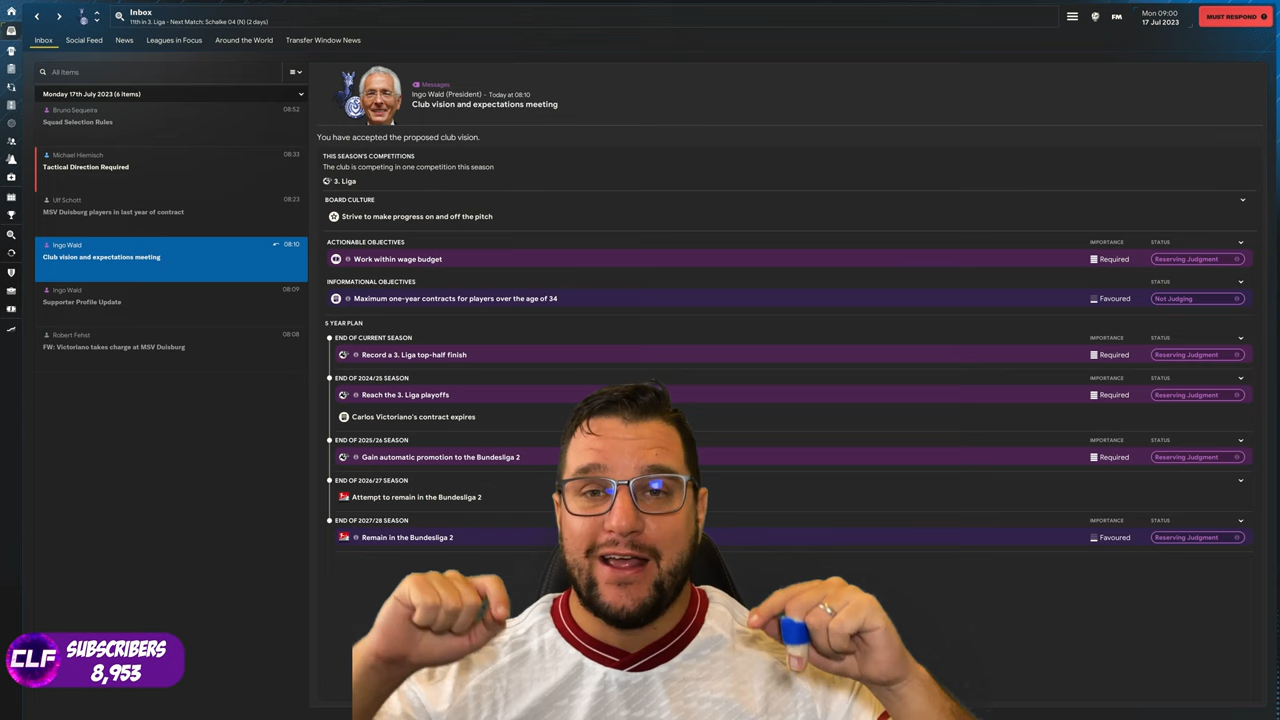 Inbox
11th in 3. Liga - Next Match: Schalke 04 (N) (2 days)
FM
Mon 09:00
17 Jul 2023
MUST RESPOND
Inbox
Social Feed
News
Leagues in Focus
Around the World
Transfer Window News
All Items
Monday 17th July 2023 (6 items)
Bruno Sequeira 08:52
Squad Selection Rules
Michael Hiemisch 08:33
Tactical Direction Required
Ulf Schott 08:23
MSV Duisburg players in last year of contract
Ingo Wald 08:10
Club vision and expectations meeting
Ingo Wald 08:09
Supporter Profile Update
Robert Fehst 08:08
FW: Victoriano takes charge at MSV Duisburg
Messages
Ingo Wald (President) - Today at 08:10
Club vision and expectations meeting
You have accepted the proposed club vision.
THIS SEASON'S COMPETITIONS
The club is competing in one competition this season
3. Liga
BOARD CULTURE
Strive to make progress on and off the pitch
ACTIONABLE OBJECTIVES IMPORTANCE STATUS
Work within wage budget Required Reserving Judgment
INFORMATIONAL OBJECTIVES IMPORTANCE STATUS
Maximum one-year contracts for players over the age of 34 Favoured Not Judging
5 YEAR PLAN
END OF CURRENT SEASON IMPORTANCE STATUS
Record a 3. Liga top-half finish Required Reserving Judgment
END OF 2024/25 SEASON IMPORTANCE STATUS
Reach the 3. Liga playoffs Required Reserving Judgment
Carlos Victoriano's contract expires
END OF 2025/26 SEASON IMPORTANCE STATUS
Gain automatic promotion to the Bundesliga 2 Required Reserving Judgment
END OF 2026/27 SEASON
Attempt to remain in the Bundesliga 2
END OF 2027/28 SEASON IMPORTANCE STATUS
Remain in the Bundesliga 2 Favoured Reserving Judgment
CLF
SUBSCRIBERS
8,953